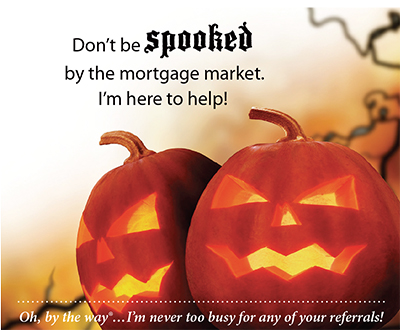 Don't be spooked
by the mortgage market.
I'm here to help!
Oh, by the way®…I'm never too busy for any of your referrals!